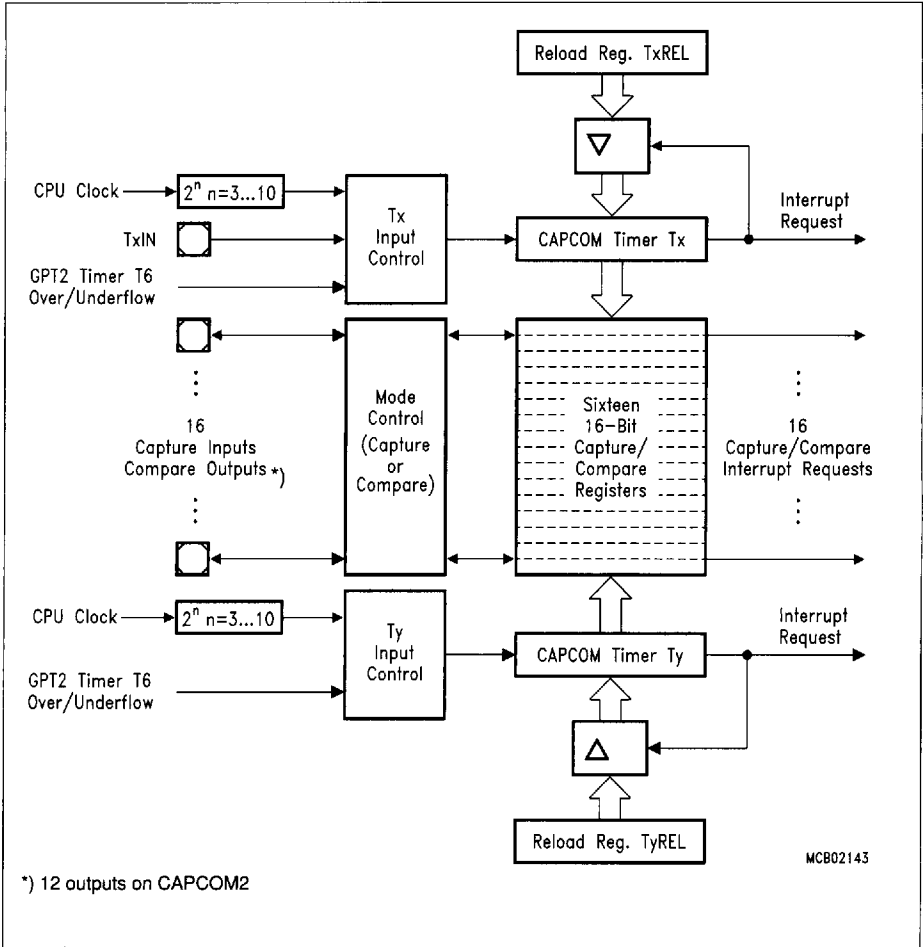 Reload Reg. TxREL
CPU Clock
2ⁿ n=3...10
Tx
Input
Control
TxIN
CAPCOM Timer Tx
Interrupt
Request
GPT2 Timer T6
Over/Underflow
16
Capture Inputs
Compare Outputs *)
Mode
Control
(Capture
or
Compare)
Sixteen
16-Bit
Capture/
Compare
Registers
16
Capture/Compare
Interrupt Requests
CPU Clock
2ⁿ n=3...10
Ty
Input
Control
CAPCOM Timer Ty
Interrupt
Request
GPT2 Timer T6
Over/Underflow
Reload Reg. TyREL
MCB02143
*) 12 outputs on CAPCOM2